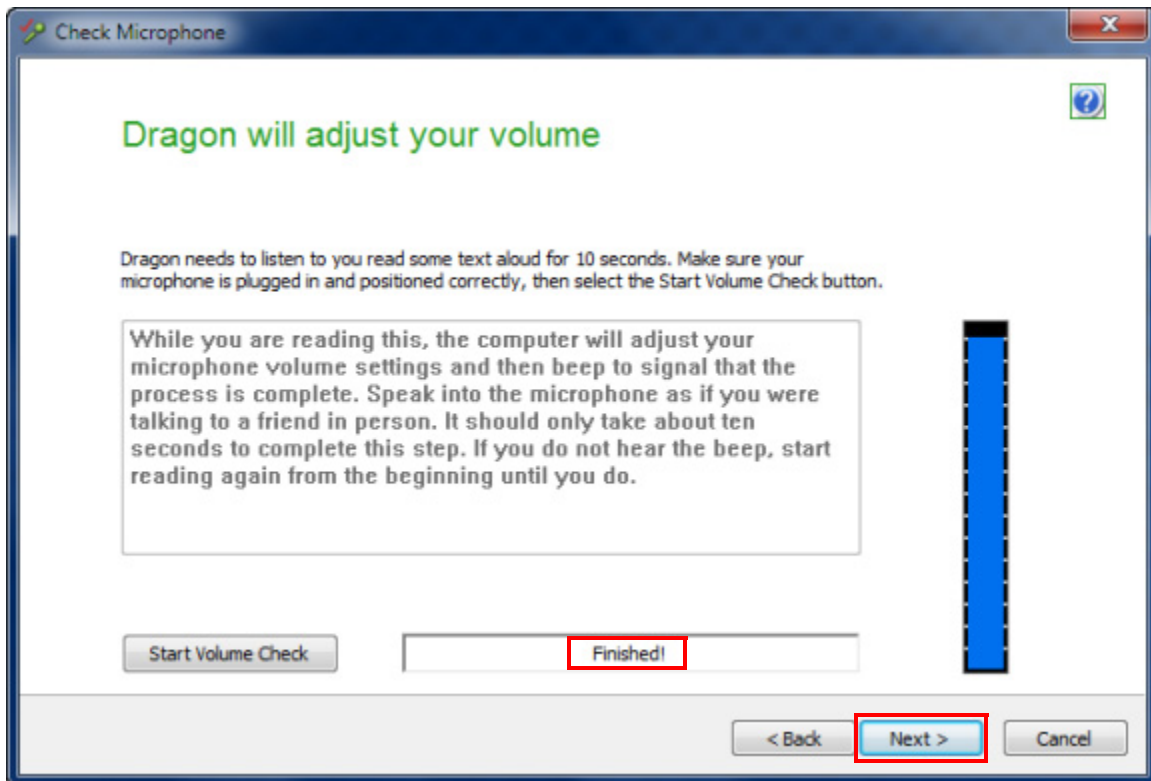 Check Microphone
Dragon will adjust your volume
Dragon needs to listen to you read some text aloud for 10 seconds. Make sure your
microphone is plugged in and positioned correctly, then select the Start Volume Check button.
While you are reading this, the computer will adjust your
microphone volume settings and then beep to signal that the
process is complete. Speak into the microphone as if you were
talking to a friend in person. It should only take about ten
seconds to complete this step. If you do not hear the beep, start
reading again from the beginning until you do.
Start Volume Check
Finished!
< Back
Next >
Cancel